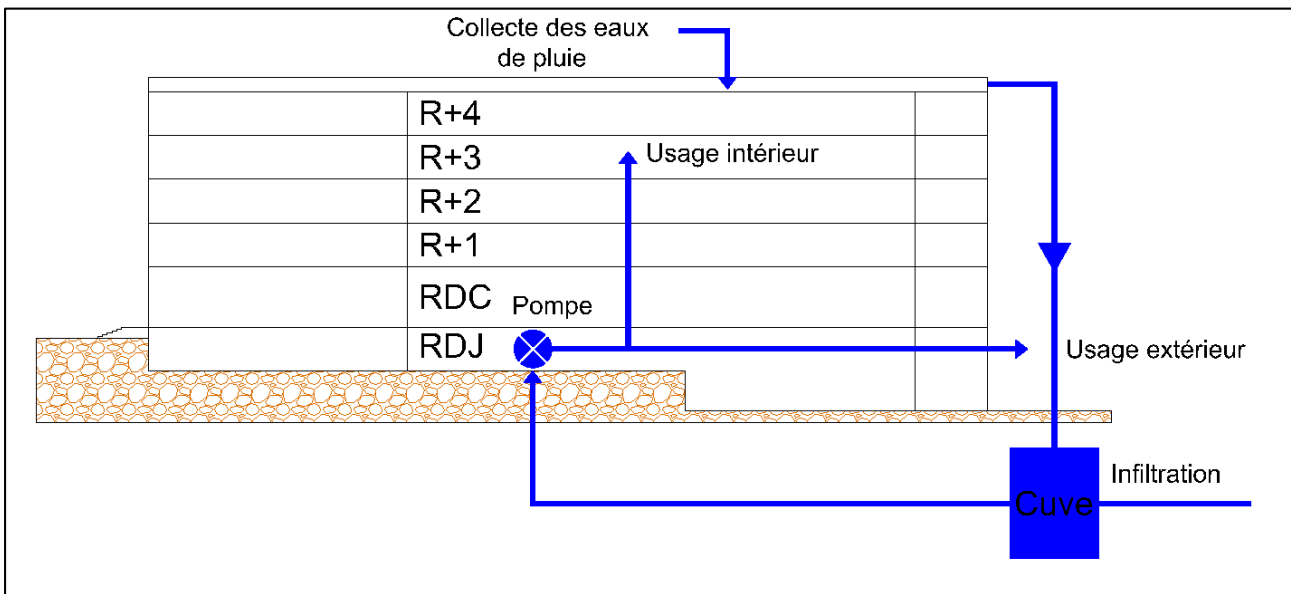 Collecte des eaux
de pluie
R+4
R+3
Usage intérieur
R+2
R+1
RDC
Pompe
RDJ
Usage extérieur
Infiltration
Cuve